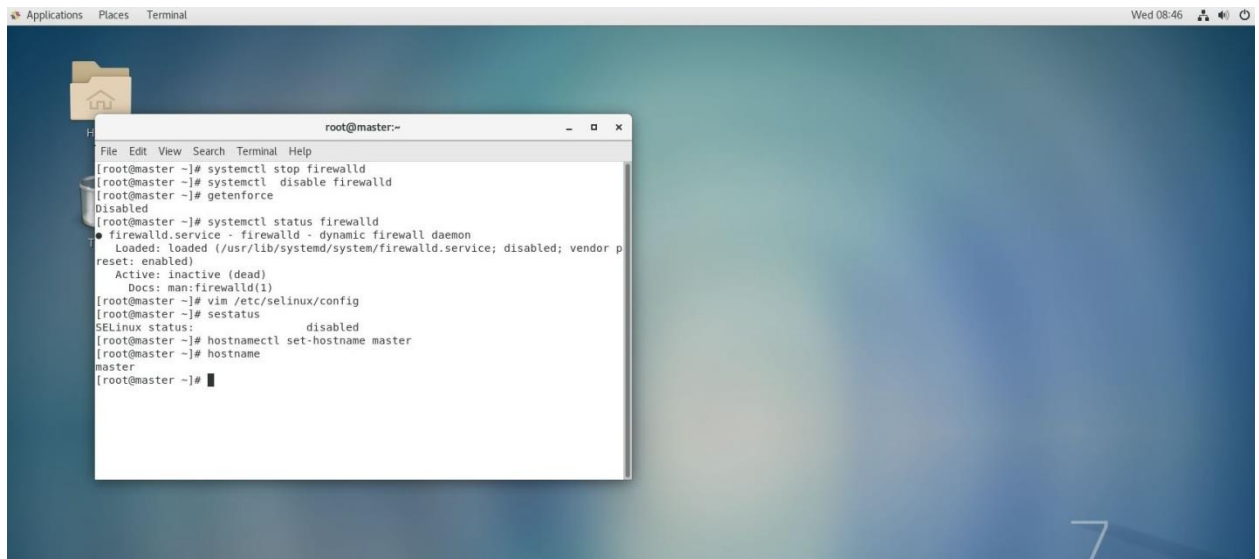 Applications Places Terminal
Wed 08:46
root@master:~
File Edit View Search Terminal Help
[root@master ~]# systemctl stop firewalld
[root@master ~]# systemctl  disable firewalld
[root@master ~]# getenforce
Disabled
[root@master ~]# systemctl status firewalld
● firewalld.service - firewalld - dynamic firewall daemon
   Loaded: loaded (/usr/lib/systemd/system/firewalld.service; disabled; vendor p
reset: enabled)
   Active: inactive (dead)
     Docs: man:firewalld(1)
[root@master ~]# vim /etc/selinux/config
[root@master ~]# sestatus
SELinux status:                 disabled
[root@master ~]# hostnamectl set-hostname master
[root@master ~]# hostname
master
[root@master ~]#
7